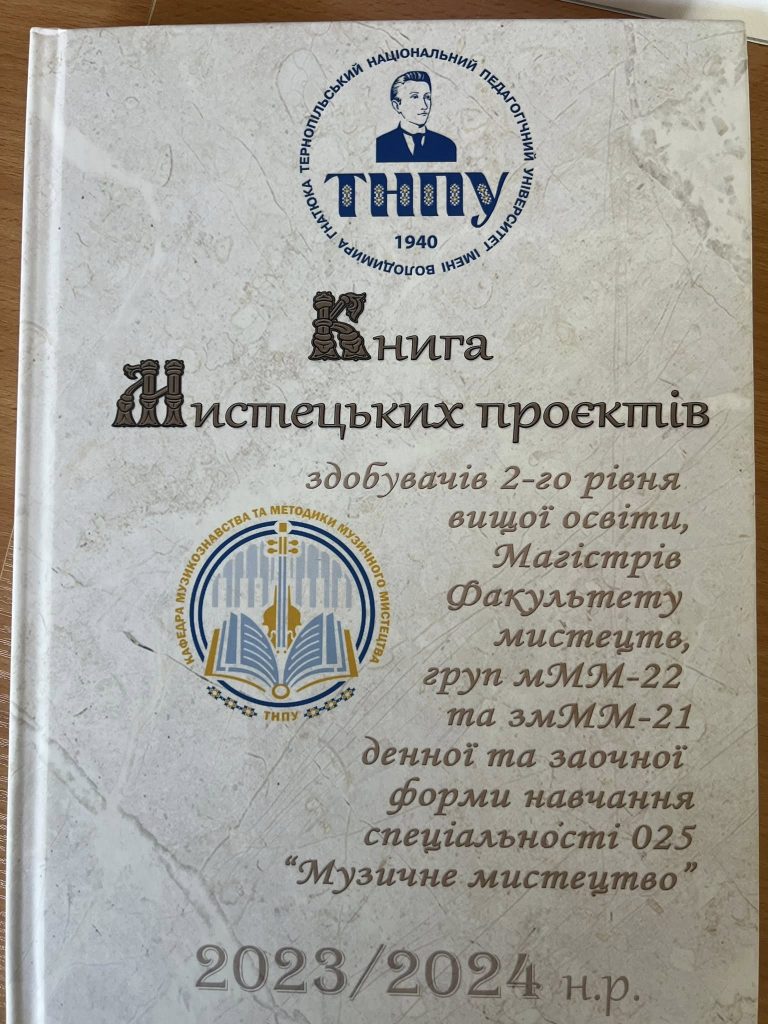 ТЕРНОПІЛЬСЬКИЙ НАЦІОНАЛЬНИЙ ПЕДАГОГІЧНИЙ УНІВЕРСИТЕТ ІМЕНІ ВОЛОДИМИРА ГНАТЮКА
ТНПУ
1940
Книга
Мистецьких проєктів
здобувачів 2-го рівня
вищої освіти,
Магістрів
Факультету
мистецтв,
груп мММ-22
та змММ-21
денної та заочної
форми навчання
спеціальності 025
“Музичне мистецтво”
КАФЕДРА МУЗИКОЗНАВСТВА ТА МЕТОДИКИ МУЗИЧНОГО МИСТЕЦТВА
ТНПУ
2023/2024 н.р.